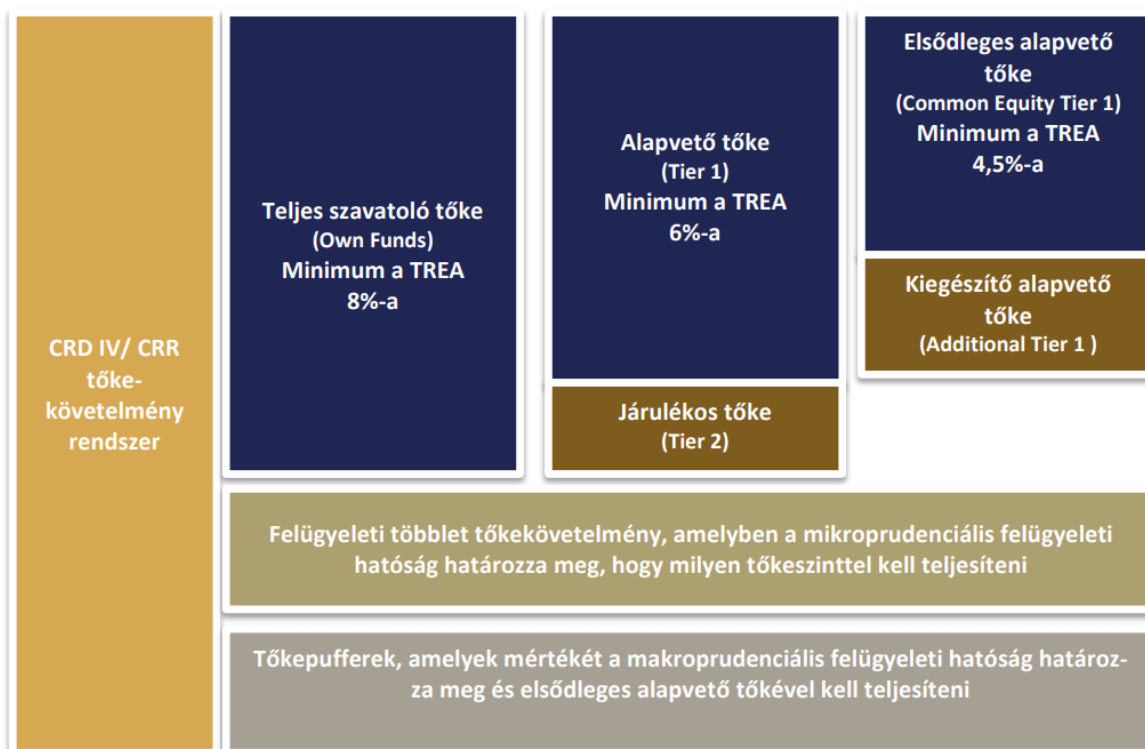 CRD IV/ CRR
tőke-
követelmény
rendszer
Teljes szavatoló tőke
(Own Funds)
Minimum a TREA
8%-a
Alapvető tőke
(Tier 1)
Minimum a TREA
6%-a
Járulékos tőke
(Tier 2)
Elsődleges alapvető
tőke
(Common Equity Tier 1)
Minimum a TREA
4,5%-a
Kiegészítő alapvető
tőke
(Additional Tier 1 )
Felügyeleti többlet tőkekövetelmény, amelyben a mikroprudenciális felügyeleti
hatóság határozza meg, hogy milyen tőkeszinttel kell teljesíteni
Tőkepufferek, amelyek mértékét a makroprudenciális felügyeleti hatóság határoz-
za meg és elsődleges alapvető tőkével kell teljesíteni